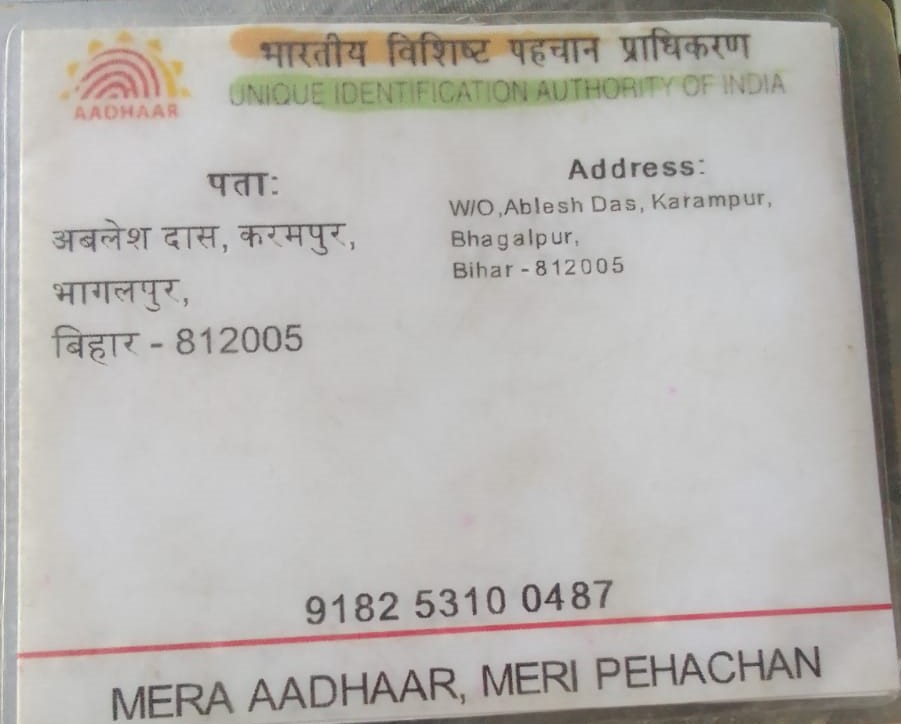 भारतीय विशिष्ट पहचान प्राधिकरण
UNIQUE IDENTIFICATION AUTHORITY OF INDIA
AADHAAR
पता:
अबलेश दास, करमपुर,
भागलपुर,
बिहार - 812005
Address:
W/O,Ablesh Das, Karampur,
Bhagalpur,
Bihar - 812005
9182 5310 0487
MERA AADHAAR, MERI PEHACHAN